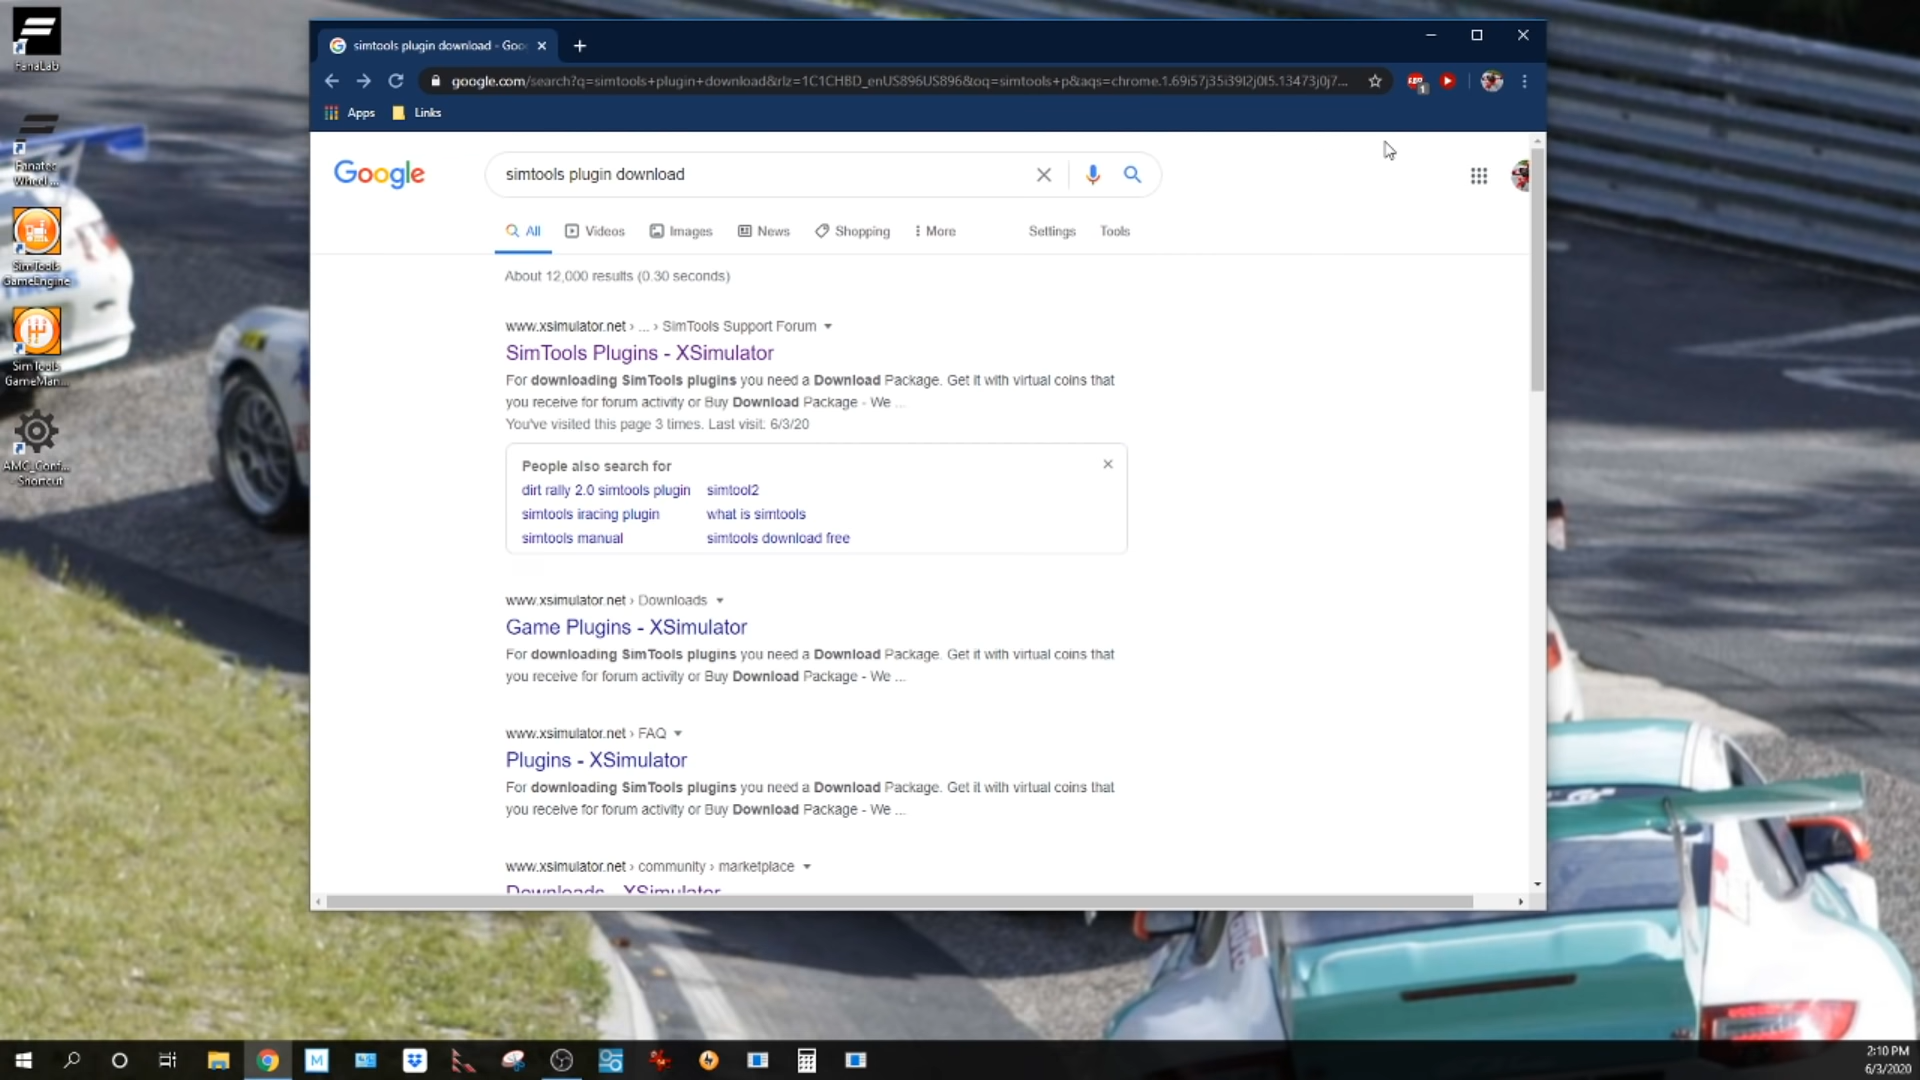 FanaLab
Fanatec
Wheel ...
SimTools
GameEngine
SimTools
GameMan...
AMC_Conf...
- Shortcut
simtools plugin download - Goo
google.com/search?q=simtools+plugin+download&rlz=1C1CHBD_enUS896US896&oq=simtools+p&aqs=chrome.1.69i57j35i39l2j0l5.13473j0j7...
1
Apps
Links
Google
simtools plugin download
All
Videos
Images
News
Shopping
More
Settings
Tools
About 12,000 results (0.30 seconds)
www.xsimulator.net › ... › SimTools Support Forum
SimTools Plugins - XSimulator
For downloading SimTools plugins you need a Download Package. Get it with virtual coins that
you receive for forum activity or Buy Download Package - We ...
You've visited this page 3 times. Last visit: 6/3/20
People also search for
dirt rally 2.0 simtools plugin
simtool2
simtools iracing plugin
what is simtools
simtools manual
simtools download free
www.xsimulator.net › Downloads
Game Plugins - XSimulator
For downloading SimTools plugins you need a Download Package. Get it with virtual coins that
you receive for forum activity or Buy Download Package - We ...
www.xsimulator.net › FAQ
Plugins - XSimulator
For downloading SimTools plugins you need a Download Package. Get it with virtual coins that
you receive for forum activity or Buy Download Package - We ...
www.xsimulator.net › community › marketplace
Downloads - XSimulator
M
2:10 PM
6/3/2020